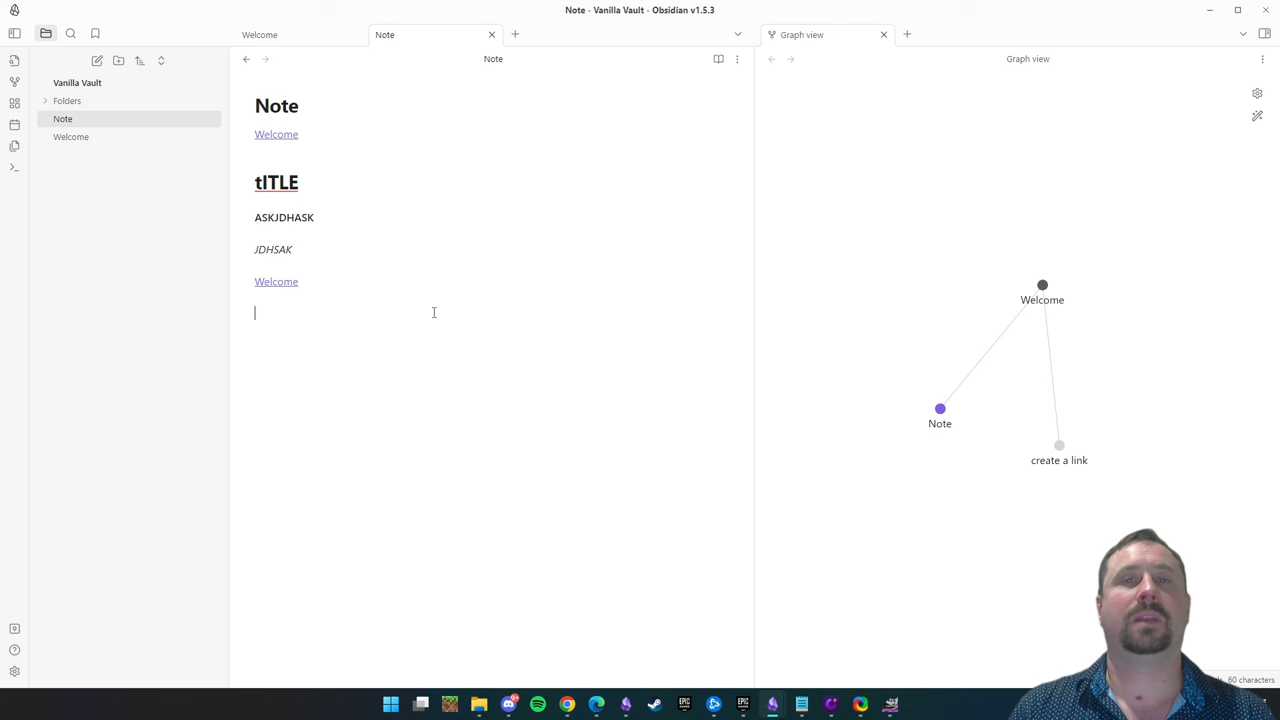 Note - Vanilla Vault - Obsidian v1.5.3
Welcome
Note
Graph view
Note
Graph view
Vanilla Vault
Folders
Note
Welcome
Note
Welcome
tITLE
ASKJDHASK
JDHSAK
Welcome
Welcome
Note
create a link
60 characters